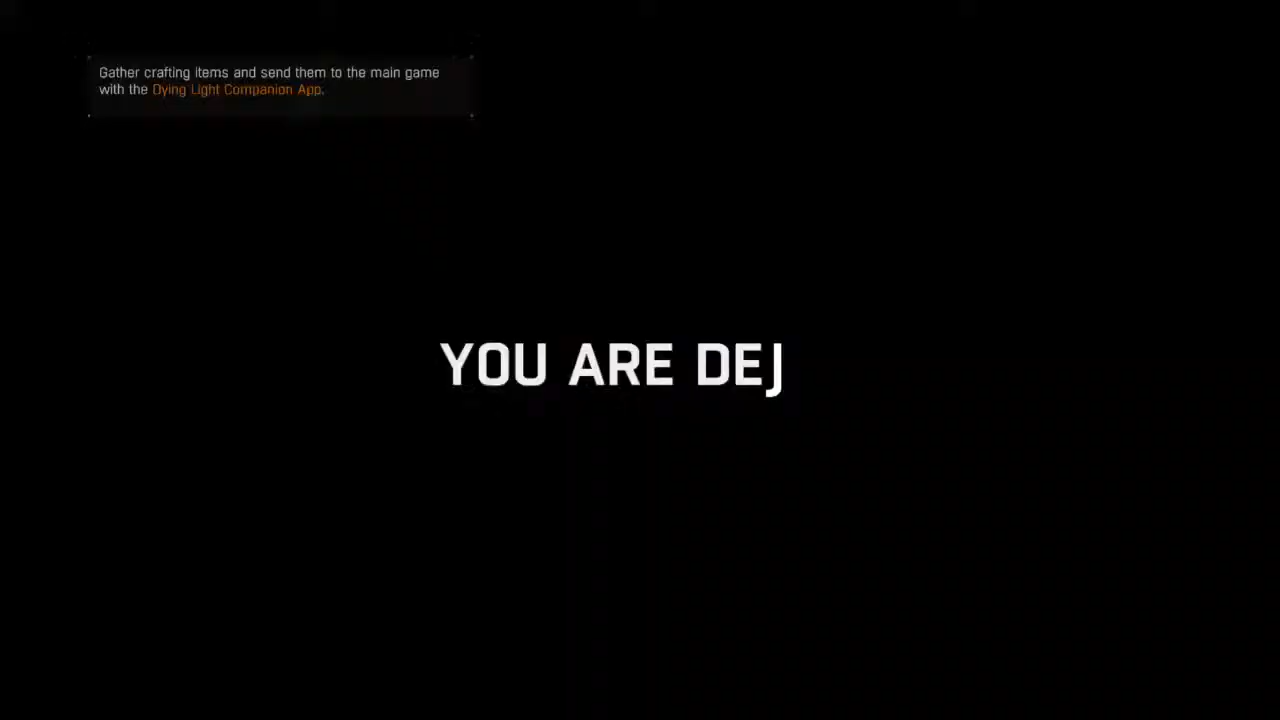 Gather crafting items and send them to the main game
with the Dying Light Companion App.
YOU ARE DEJ